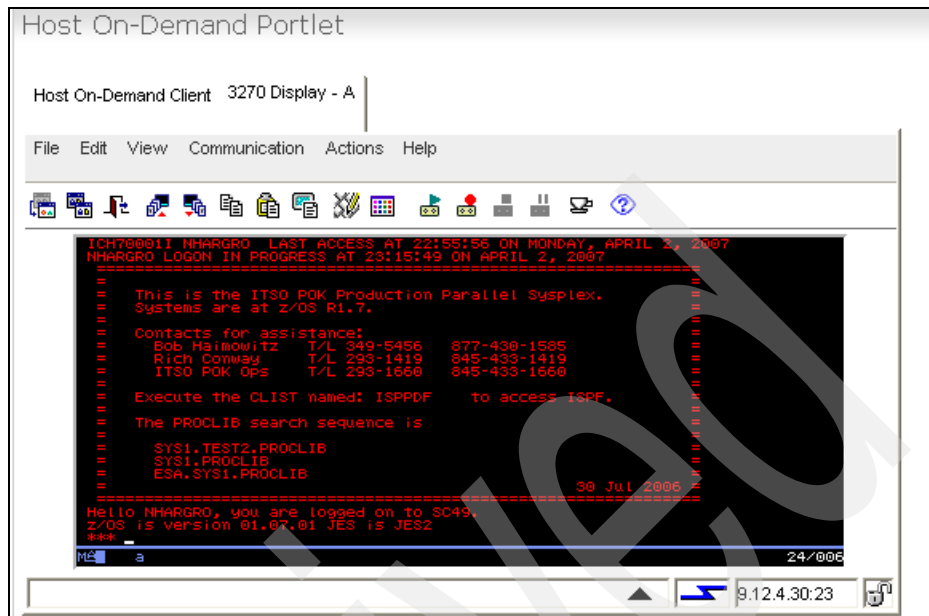 Host On-Demand Portlet
Host On-Demand Client 3270 Display - A
File Edit View Communication Actions Help
ICH70001I NHARGRO LAST ACCESS AT 22:55:56 ON MONDAY, APRIL 2, 2007
NHARGRO LOGON IN PROGRESS AT 23:15:49 ON APRIL 2, 2007
===============================================================
= =
= This is the ITSO POK Production Parallel Sysplex. =
= Systems are at z/OS R1.7. =
= =
= Contacts for assistance: =
= Bob Haimowitz T/L 349-5456 877-430-1585 =
= Rich Conway T/L 293-1419 845-433-1419 =
= ITSO POK Ops T/L 293-1660 845-433-1660 =
= =
= Execute the CLIST named: ISPPDF to access ISPF. =
= =
= The PROCLIB search sequence is =
= =
= SYS1.TEST2.PROCLIB =
= SYS1.PROCLIB =
= ESA.SYS1.PROCLIB =
= 30 Jul 2006 =
===============================================================
Hello NHARGRO, you are logged on to SC49.
z/OS is version 01.07.01 JES is JES2
*** _
a 24/006
9.12.4.30:23